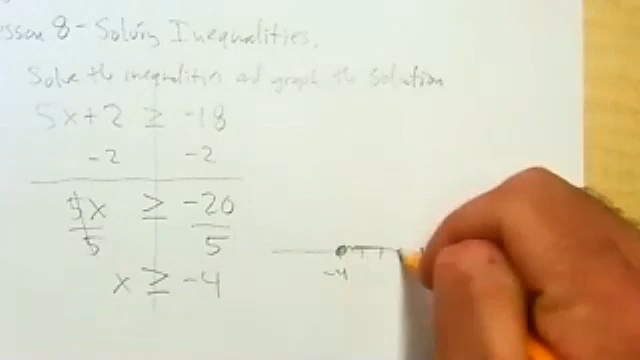 Lesson 8 - Solving Inequalities.
Solve the inequalities and graph the solution
5x+2 ≥ -18
-2 -2
5x ≥ -20
5 5
x ≥ -4
-4